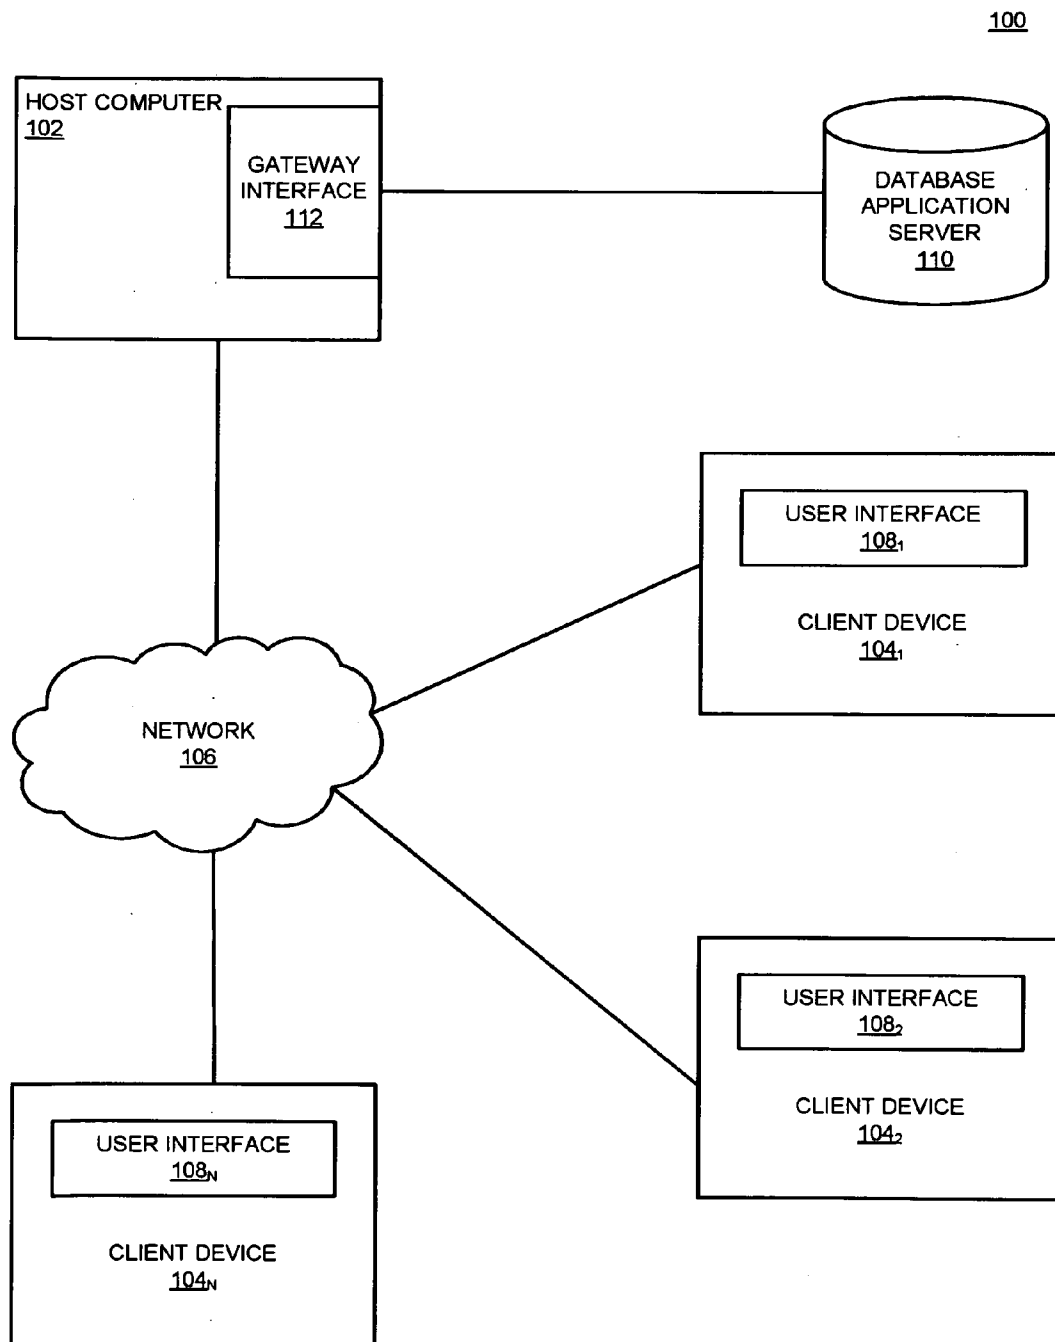 100
HOST COMPUTER
102
GATEWAY
INTERFACE
112
DATABASE
APPLICATION
SERVER
110
USER INTERFACE
108₁
CLIENT DEVICE
104₁
NETWORK
106
USER INTERFACE
108₂
CLIENT DEVICE
104₂
USER INTERFACE
108N
CLIENT DEVICE
104N